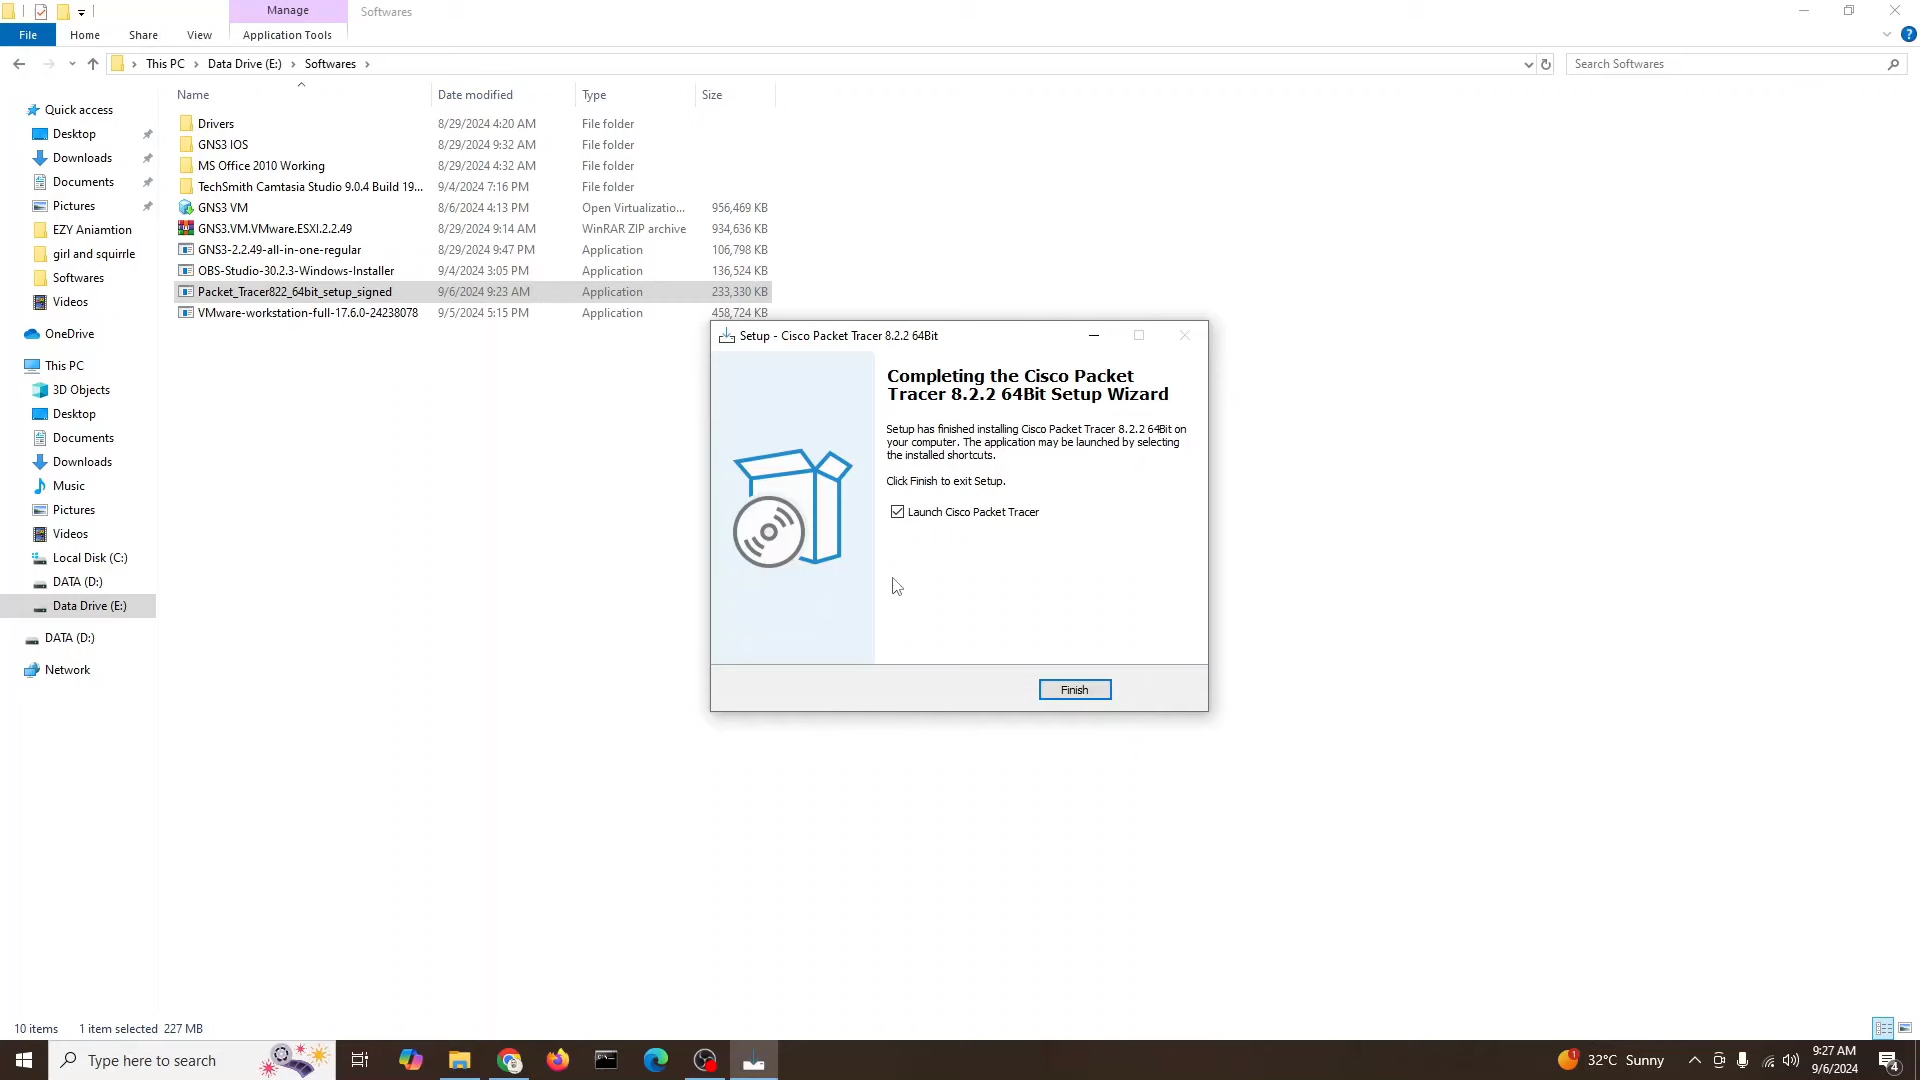 Manage
Softwares
File
Home
Share
View
Application Tools
?
This PC
Data Drive (E:)
Softwares
Search Softwares
Name
Date modified
Type
Size
Drivers 8/29/2024 4:20 AM File folder
GNS3 IOS 8/29/2024 9:32 AM File folder
MS Office 2010 Working 8/29/2024 4:32 AM File folder
TechSmith Camtasia Studio 9.0.4 Build 19... 9/4/2024 7:16 PM File folder
GNS3 VM 8/6/2024 4:13 PM Open Virtualizatio... 956,469 KB
GNS3.VM.VMware.ESXI.2.2.49 8/29/2024 9:14 AM WinRAR ZIP archive 934,636 KB
GNS3-2.2.49-all-in-one-regular 8/29/2024 9:47 PM Application 106,798 KB
OBS-Studio-30.2.3-Windows-Installer 9/4/2024 3:05 PM Application 136,524 KB
Packet_Tracer822_64bit_setup_signed 9/6/2024 9:23 AM Application 233,330 KB
VMware-workstation-full-17.6.0-24238078 9/5/2024 5:15 PM Application 458,724 KB
Quick access
Desktop
Downloads
Documents
Pictures
EZY Aniamtion
girl and squirrle
Softwares
Videos
OneDrive
This PC
3D Objects
Desktop
Documents
Downloads
Music
Pictures
Videos
Local Disk (C:)
DATA (D:)
Data Drive (E:)
DATA (D:)
Network
Setup - Cisco Packet Tracer 8.2.2 64Bit
Completing the Cisco Packet
Tracer 8.2.2 64Bit Setup Wizard
Setup has finished installing Cisco Packet Tracer 8.2.2 64Bit on
your computer. The application may be launched by selecting
the installed shortcuts.
Click Finish to exit Setup.
Launch Cisco Packet Tracer
Finish
10 items
1 item selected 227 MB
Type here to search
1
32°C Sunny
9:27 AM
9/6/2024
4